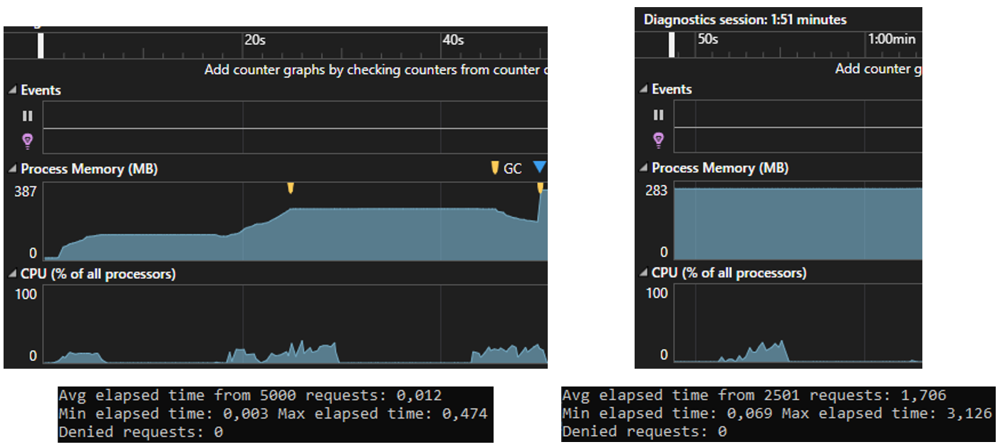 20s 40s
Add counter graphs by checking counters from counter
Events
Process Memory (MB)
GC
387
0
CPU (% of all processors)
100
0
Avg elapsed time from 5000 requests: 0,012
Min elapsed time: 0,003 Max elapsed time: 0,474
Denied requests: 0
Diagnostics session: 1:51 minutes
50s 1:00min
Add counter g
Events
Process Memory (MB)
283
0
CPU (% of all processors)
100
0
Avg elapsed time from 2501 requests: 1,706
Min elapsed time: 0,069 Max elapsed time: 3,126
Denied requests: 0